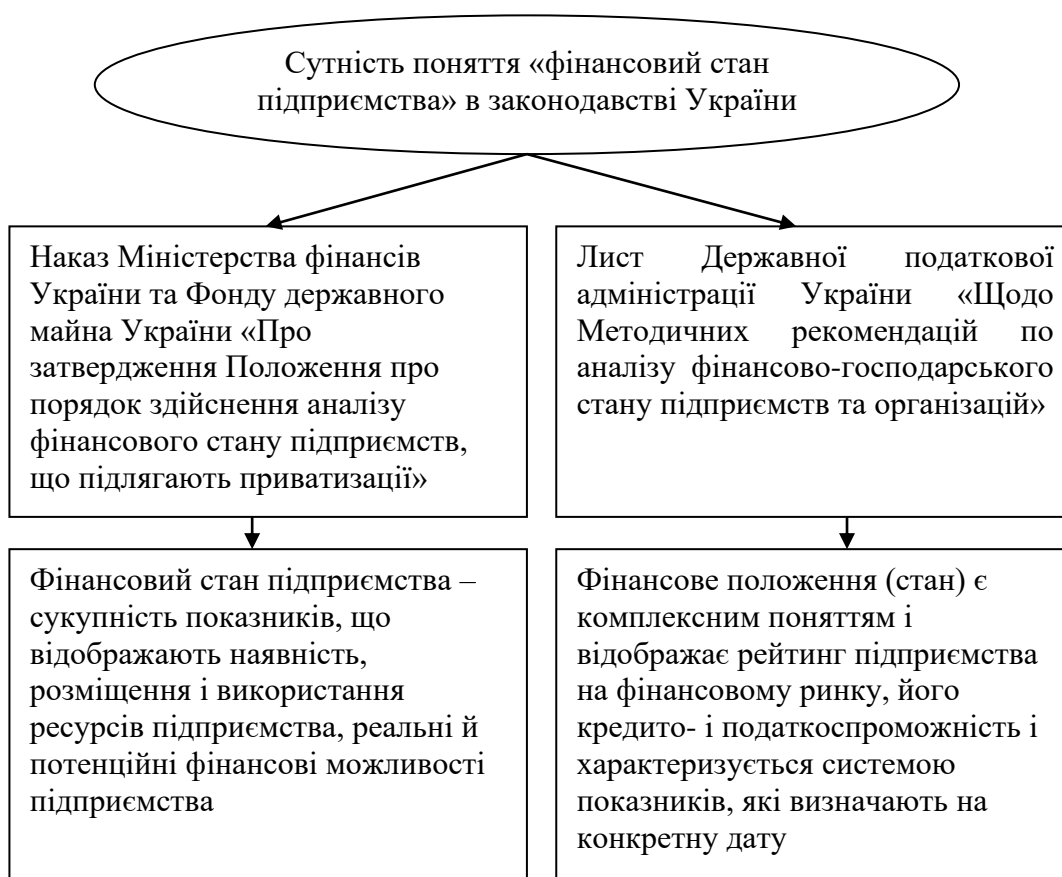 Сутність поняття «фінансовий стан
підприємства» в законодавстві України
Наказ Міністерства фінансів
України та Фонду державного
майна України «Про
затвердження Положення про
порядок здійснення аналізу
фінансового стану підприємств,
що підлягають приватизації»
Лист Державної податкової
адміністрації України «Щодо
Методичних рекомендацій по
аналізу фінансово-господарського
стану підприємств та організацій»
Фінансовий стан підприємства –
сукупність показників, що
відображають наявність,
розміщення і використання
ресурсів підприємства, реальні й
потенційні фінансові можливості
підприємства
Фінансове положення (стан) є
комплексним поняттям і
відображає рейтинг підприємства
на фінансовому ринку, його
кредито- і податкоспроможність і
характеризується системою
показників, які визначають на
конкретну дату